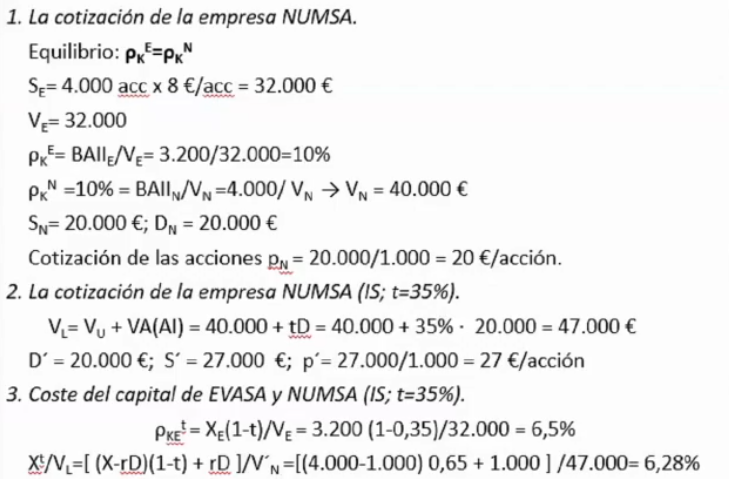 1. La cotización de la empresa NUMSA.
Equilibrio: ρKᴱ=ρKᴺ
SE= 4.000 acc x 8 €/acc = 32.000 €
VE= 32.000
ρKᴱ= BAIIE/VE= 3.200/32.000=10%
ρKᴺ =10% = BAIIN/VN =4.000/ VN → VN = 40.000 €
SN= 20.000 €; DN = 20.000 €
Cotización de las acciones pN = 20.000/1.000 = 20 €/acción.
2. La cotización de la empresa NUMSA (IS; t=35%).
VL= VU + VA(AI) = 40.000 + tD = 40.000 + 35% · 20.000 = 47.000 €
D´ = 20.000 €; S´ = 27.000 €; p´= 27.000/1.000 = 27 €/acción
3. Coste del capital de EVASA y NUMSA (IS; t=35%).
ρKEᵗ = XE(1-t)/VE = 3.200 (1-0,35)/32.000 = 6,5%
Xᵗ/VL=[ (X-rD)(1-t) + rD ]/V´N =[(4.000-1.000) 0,65 + 1.000 ] /47.000= 6,28%